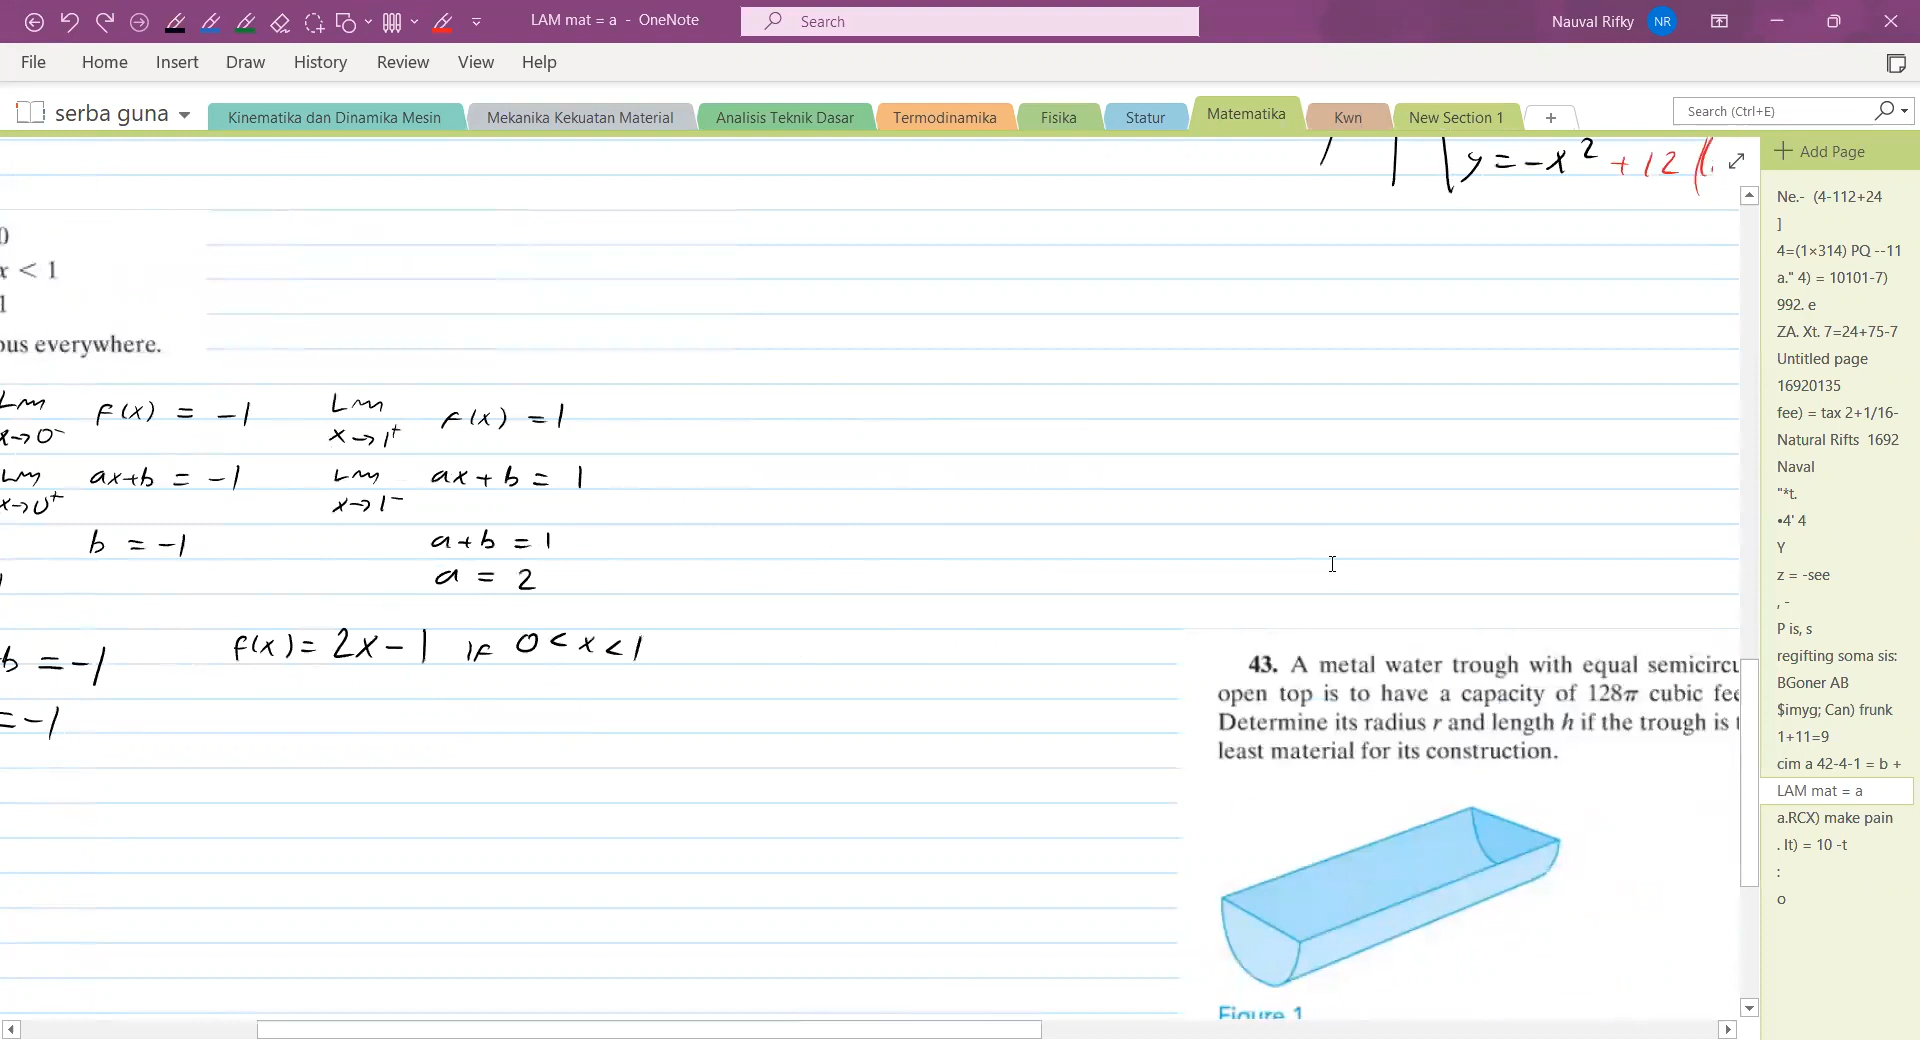 LAM mat = a - OneNote
Search
Nauval Rifky
NR
File Home Insert Draw History Review View Help
serba guna
Kinematika dan Dinamika Mesin
Mekanika Kekuatan Material
Analisis Teknik Dasar
Termodinamika
Fisika
Statur
Matematika
Kwn
New Section 1
+
Search (Ctrl+E)
y = -x² + 12
0
x < 1
1
ous everywhere.
Lim f(x) = -1
x→0⁻
Lim f(x) = 1
x→1⁺
Lim ax+b = -1
x→0⁺
Lim ax+b = 1
x→1⁻
b = -1
a+b = 1
a = 2
b = -1
f(x) = 2x-1 if 0<x<1
= -1
43. A metal water trough with equal semicircu
open top is to have a capacity of 128π cubic fee
Determine its radius r and length h if the trough is t
least material for its construction.
Figure 1
Add Page
Ne.- (4-112+24
]
4=(1×314) PQ --11
a." 4) = 10101-7)
992. e
ZA. Xt. 7=24+75-7
Untitled page
16920135
fee) = tax 2+1/16-
Natural Rifts 1692
Naval
"*t.
•4' 4
Y
z = -see
, -
P is, s
regifting soma sis:
BGoner AB
$imyg; Can) frunk
1+11=9
cim a 42-4-1 = b +
LAM mat = a
a.RCX) make pain
. It) = 10 -t
:
o